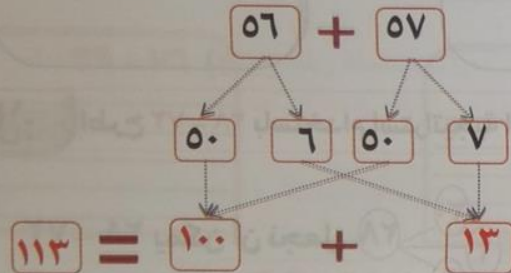 ٥٧ + ٥٦
٧ ٥٠ ٦ ٥٠
١٣ + ١٠٠ = ١١٣